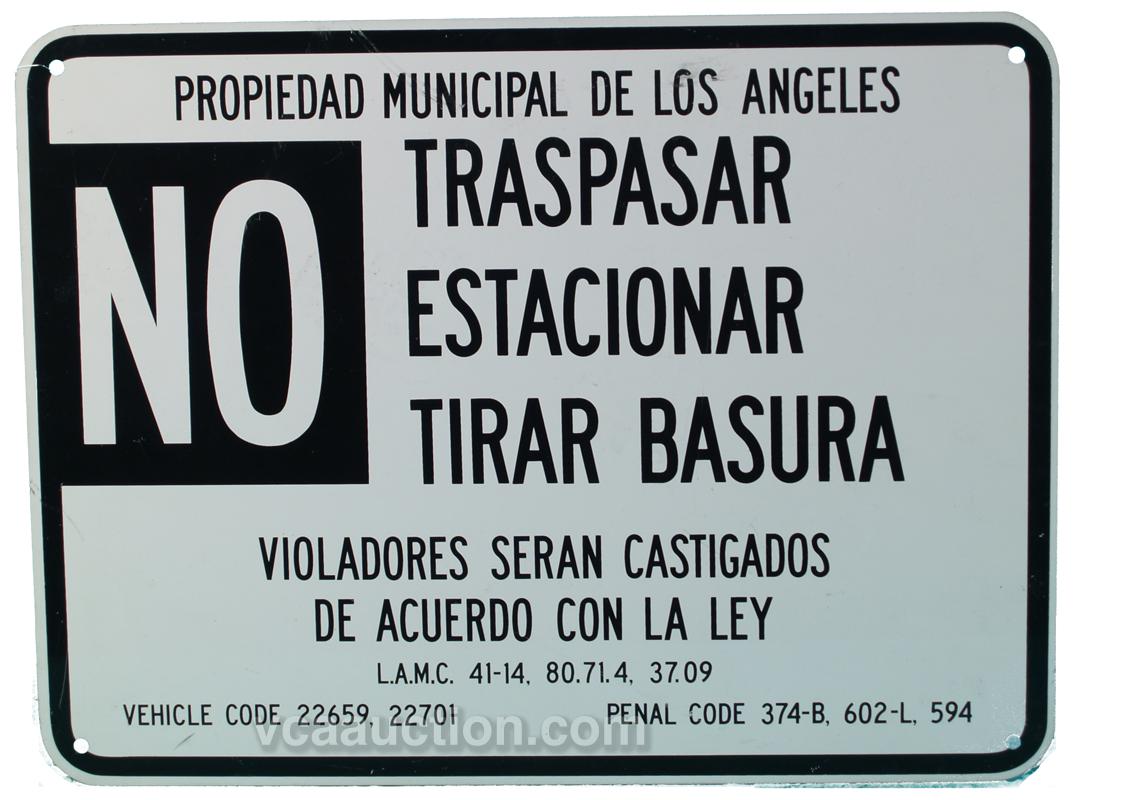 PROPIEDAD MUNICIPAL DE LOS ANGELES
NO
TRASPASAR
ESTACIONAR
TIRAR BASURA
VIOLADORES SERAN CASTIGADOS
DE ACUERDO CON LA LEY
L.A.M.C. 41-14, 80.71.4, 37.09
VEHICLE CODE 22659, 22701 PENAL CODE 374-B, 602-L, 594
vcaauction.com